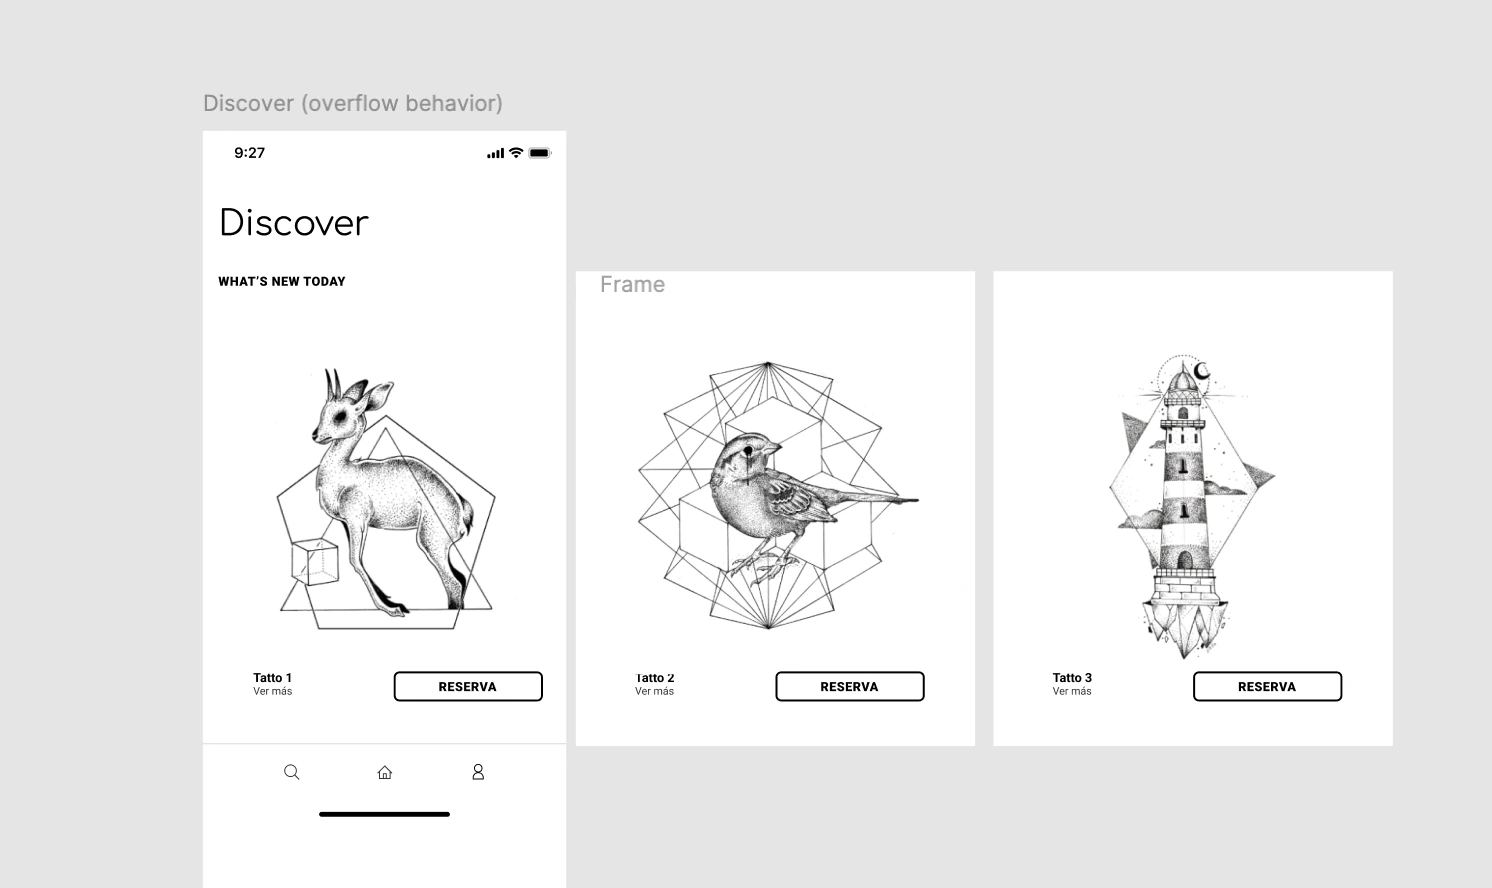 Discover (overflow behavior)
9:27
Discover
WHAT'S NEW TODAY
Frame
Tatto 1
Ver más
RESERVA
Tatto 2
Ver más
RESERVA
Tatto 3
Ver más
RESERVA